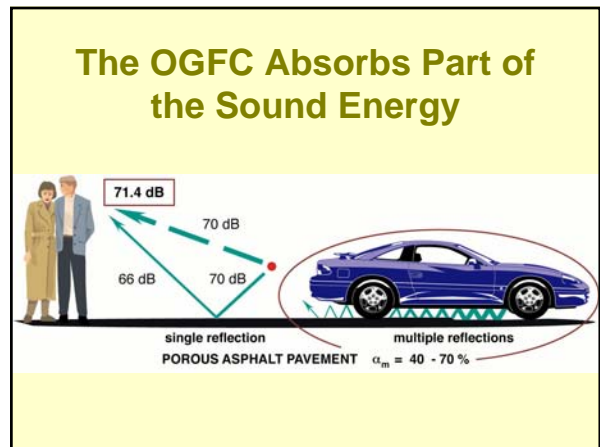 The OGFC Absorbs Part of
the Sound Energy
71.4 dB
70 dB
66 dB
70 dB
single reflection
multiple reflections
POROUS ASPHALT PAVEMENT αm = 40 - 70 %